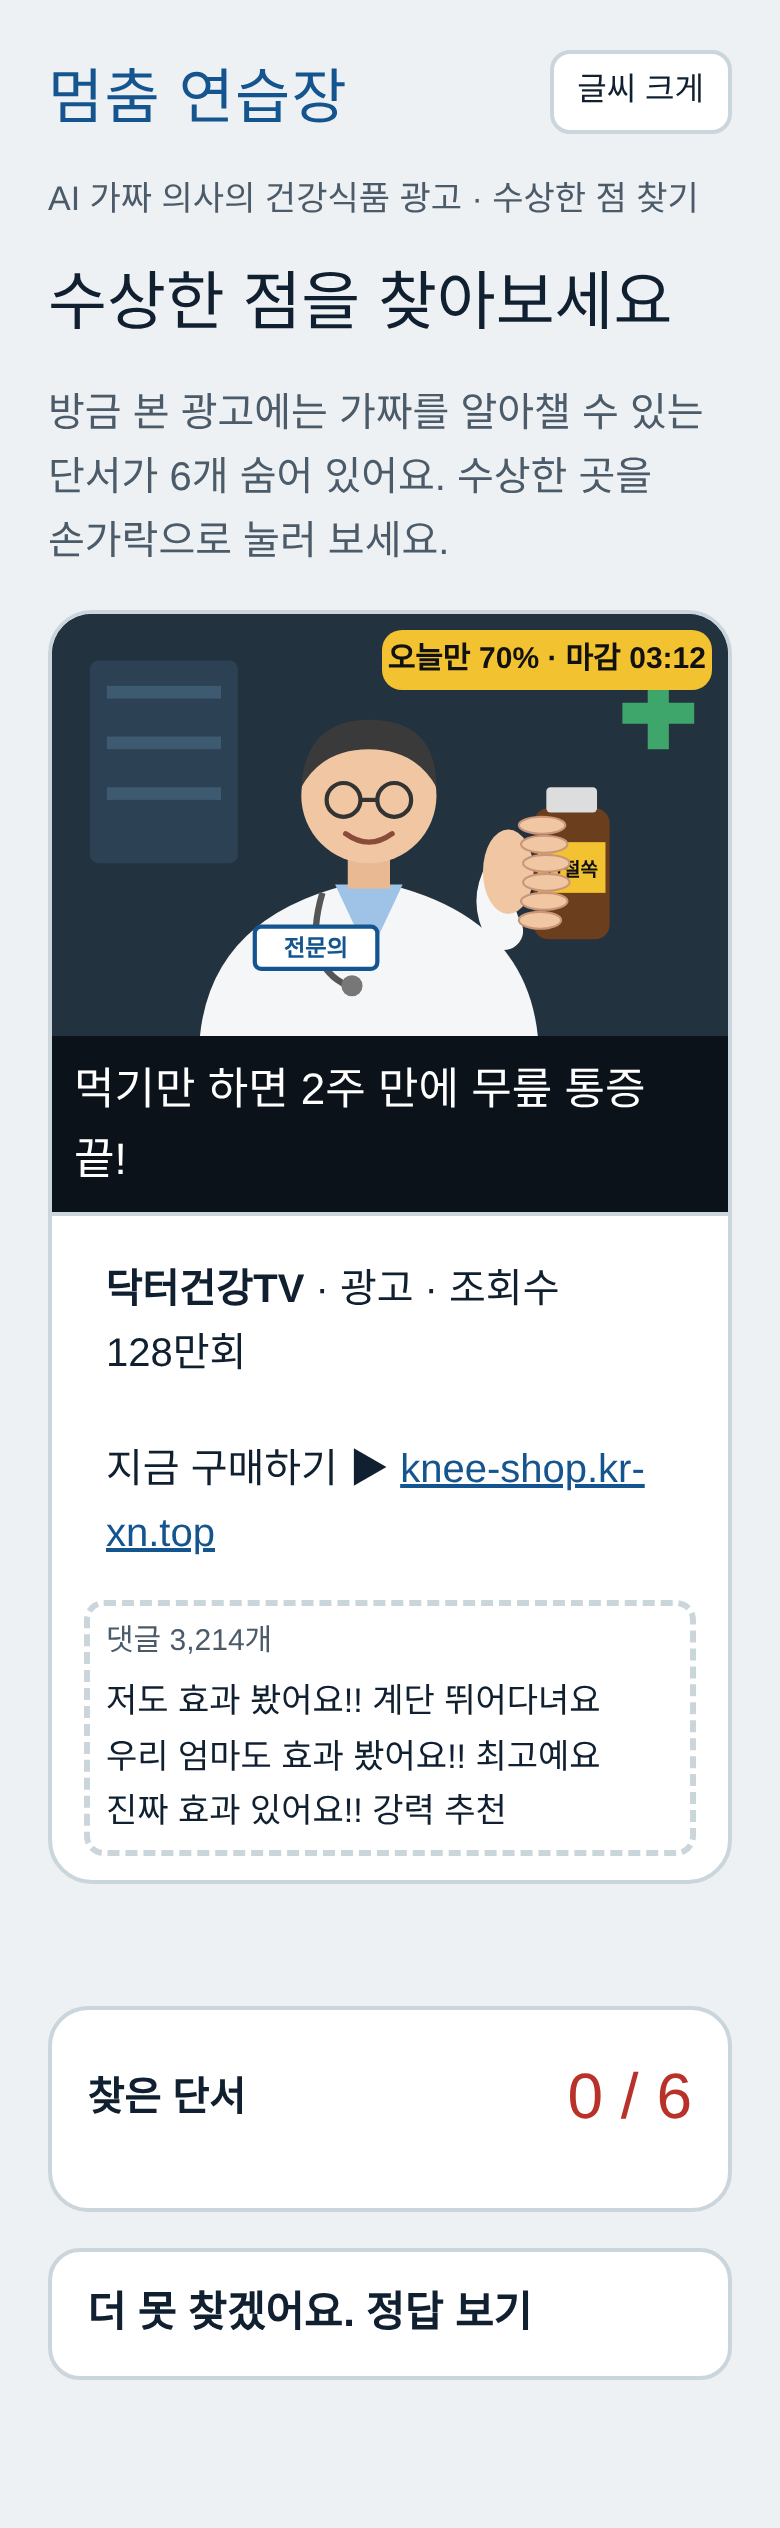 멈춤 연습장
글씨 크게
AI 가짜 의사의 건강식품 광고 · 수상한 점 찾기
수상한 점을 찾아보세요
방금 본 광고에는 가짜를 알아챌 수 있는
단서가 6개 숨어 있어요. 수상한 곳을
손가락으로 눌러 보세요.
오늘만 70% · 마감 03:12
전문의
먹기만 하면 2주 만에 무릎 통증
끝!
닥터건강TV · 광고 · 조회수
128만회
지금 구매하기 ▶ knee-shop.kr-
xn.top
댓글 3,214개
저도 효과 봤어요!! 계단 뛰어다녀요
우리 엄마도 효과 봤어요!! 최고예요
진짜 효과 있어요!! 강력 추천
찾은 단서
0 / 6
더 못 찾겠어요. 정답 보기